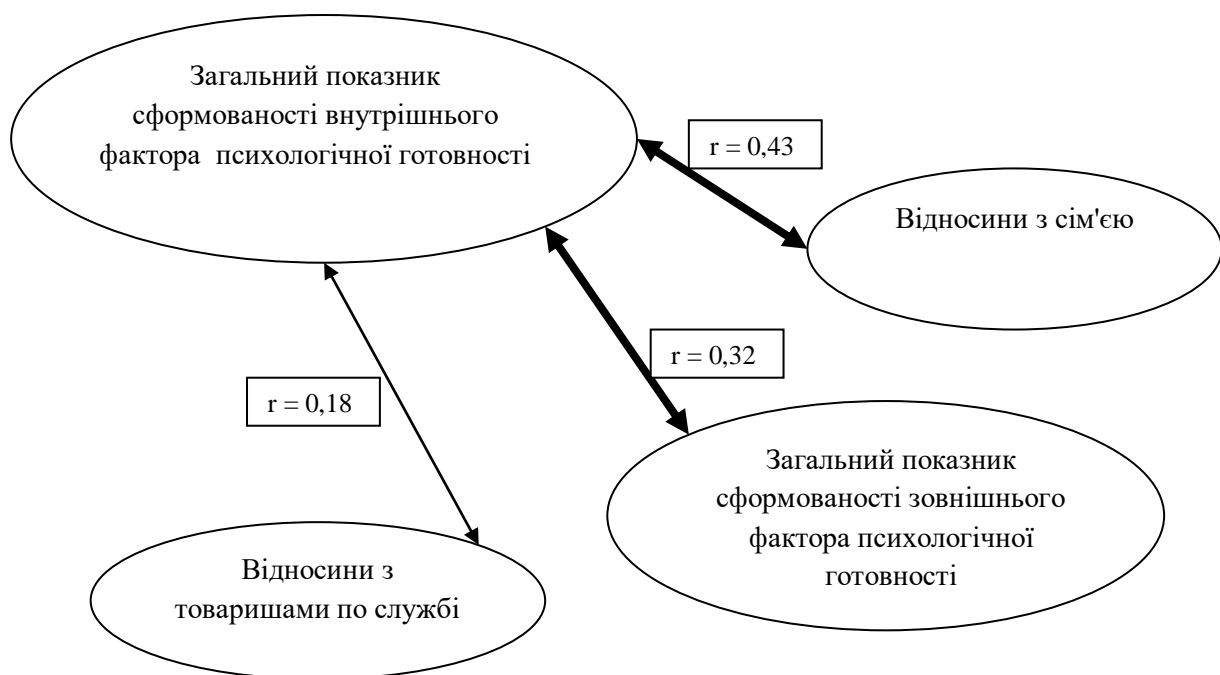 Загальний показник
сформованості внутрішнього
фактора психологічної готовності
r = 0,43
Відносини з сім'єю
r = 0,32
r = 0,18
Загальний показник
сформованості зовнішнього
фактора психологічної
готовності
Відносини з
товаришами по службі